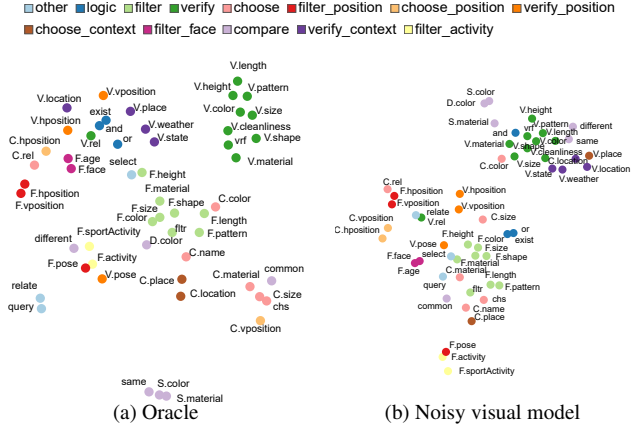 other logic filter verify choose filter_position choose_position verify_position
choose_context filter_face compare verify_context filter_activity
V.length
V.height V.pattern
V.color V.size
V.cleanliness
vrf V.shape
V.material
V.location V.vposition
exist V.place
V.hposition and V.weather
V.rel or V.state
C.hposition
C.rel F.age select
F.face F.height
F.hposition
F.vposition
F.material
F.size F.shape C.color
F.color F.length
fltr F.pattern
F.sportActivity
different D.color
F.activity C.name
F.pose V.pose
C.place C.material common
relate C.location C.size
query chs
C.vposition
same S.color
S.material
(a) Oracle
S.color
D.color
V.height
S.material V.pattern different
and vrf V.length
V.material V.shape V.color same
V.cleanliness V.place
C.color V.size C.location
V.state V.location
V.weather
C.rel
F.hposition V.hposition
F.vposition
C.vposition relate V.vposition
V.rel C.size
C.hposition or
V.pose F.height F.color exist
F.face select F.size
F.age F.material F.shape
query C.material F.length
fltr F.pattern
common chs
C.name
C.place
F.pose
F.activity
F.sportActivity
(b) Noisy visual model